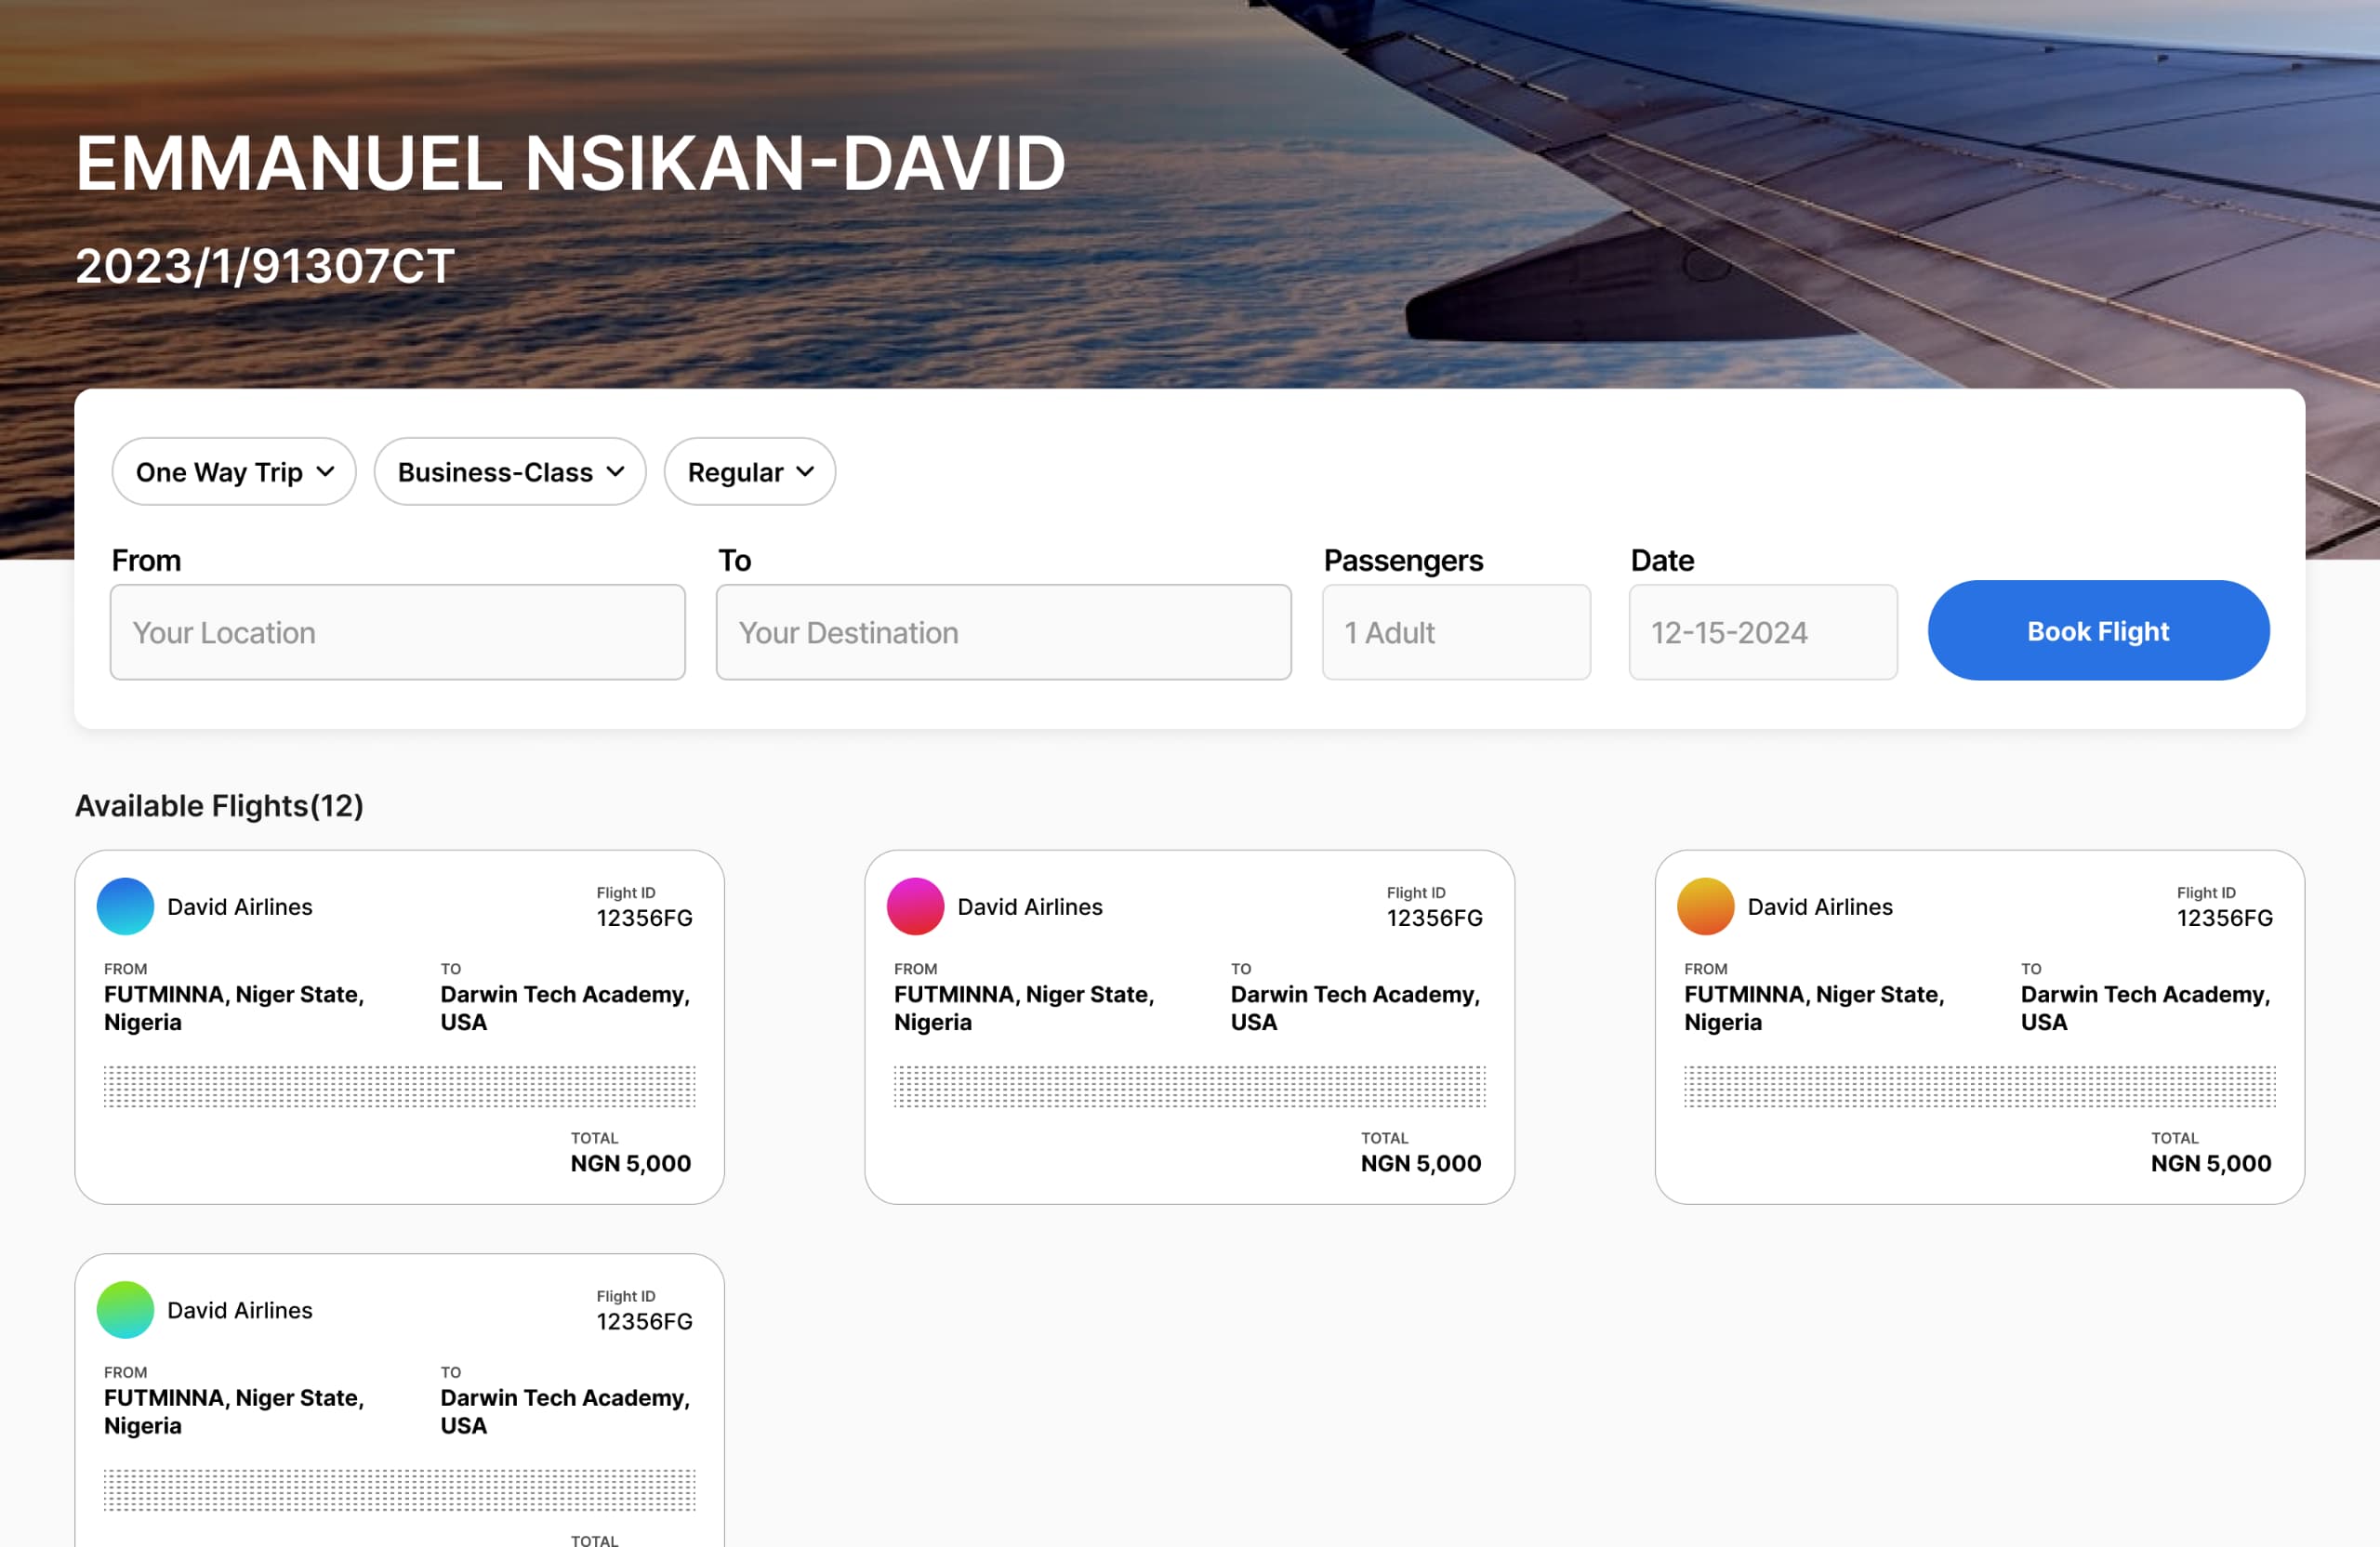 EMMANUEL NSIKAN-DAVID
2023/1/91307CT
One Way Trip
Business-Class
Regular
From
To
Passengers
Date
Your Location
Your Destination
1 Adult
12-15-2024
Book Flight
Available Flights(12)
David Airlines
Flight ID
12356FG
FROM
FUTMINNA, Niger State,
Nigeria
TO
Darwin Tech Academy,
USA
TOTAL
NGN 5,000
David Airlines
Flight ID
12356FG
FROM
FUTMINNA, Niger State,
Nigeria
TO
Darwin Tech Academy,
USA
TOTAL
NGN 5,000
David Airlines
Flight ID
12356FG
FROM
FUTMINNA, Niger State,
Nigeria
TO
Darwin Tech Academy,
USA
TOTAL
NGN 5,000
David Airlines
Flight ID
12356FG
FROM
FUTMINNA, Niger State,
Nigeria
TO
Darwin Tech Academy,
USA
TOTAL